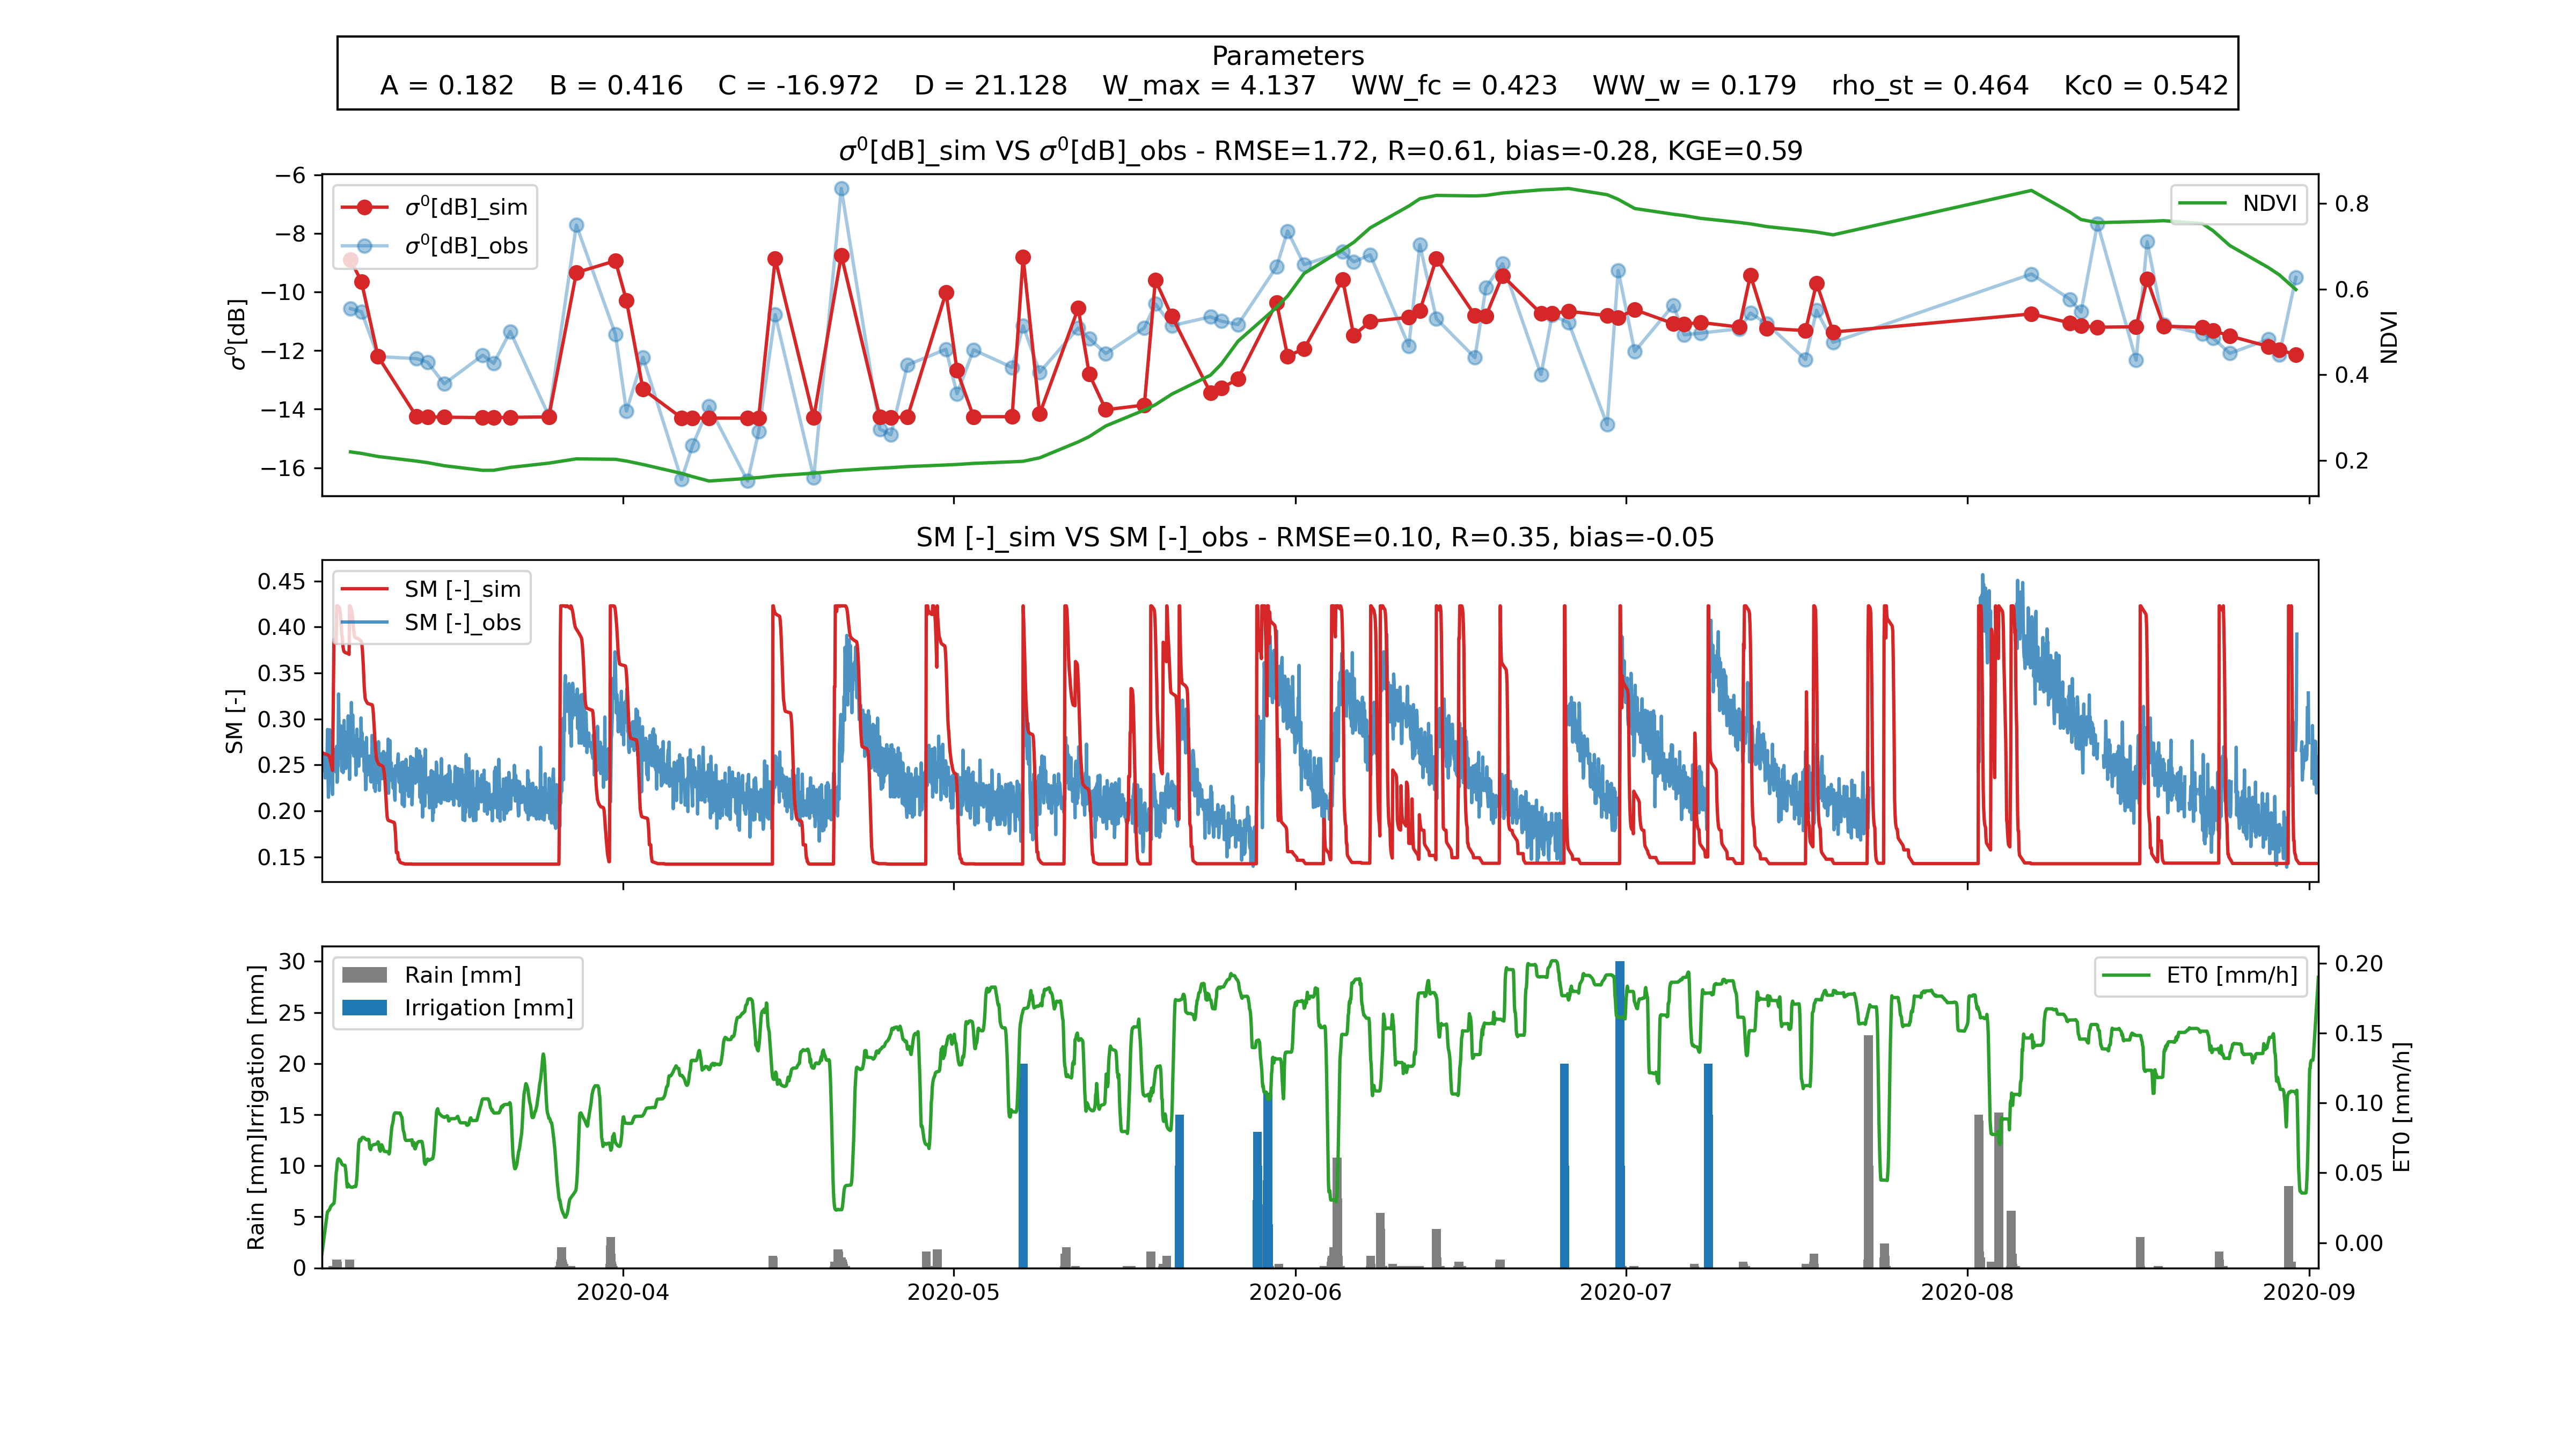 Parameters
A = 0.182 B = 0.416 C = -16.972 D = 21.128 W_max = 4.137 WW_fc = 0.423 WW_w = 0.179 rho_st = 0.464 Kc0 = 0.542
σ⁰[dB]_sim VS σ⁰[dB]_obs - RMSE=1.72, R=0.61, bias=-0.28, KGE=0.59
σ⁰[dB]_sim
σ⁰[dB]_obs
NDVI
−6
−8
−10
−12
−14
−16
σ⁰[dB]
0.8
0.6
0.4
0.2
NDVI
SM [-]_sim VS SM [-]_obs - RMSE=0.10, R=0.35, bias=-0.05
SM [-]_sim
SM [-]_obs
0.45
0.40
0.35
0.30
0.25
0.20
0.15
SM [-]
Rain [mm]
Irrigation [mm]
ET0 [mm/h]
30
25
20
15
10
5
0
Rain [mm]Irrigation [mm]
0.20
0.15
0.10
0.05
0.00
ET0 [mm/h]
2020-04 2020-05 2020-06 2020-07 2020-08 2020-09